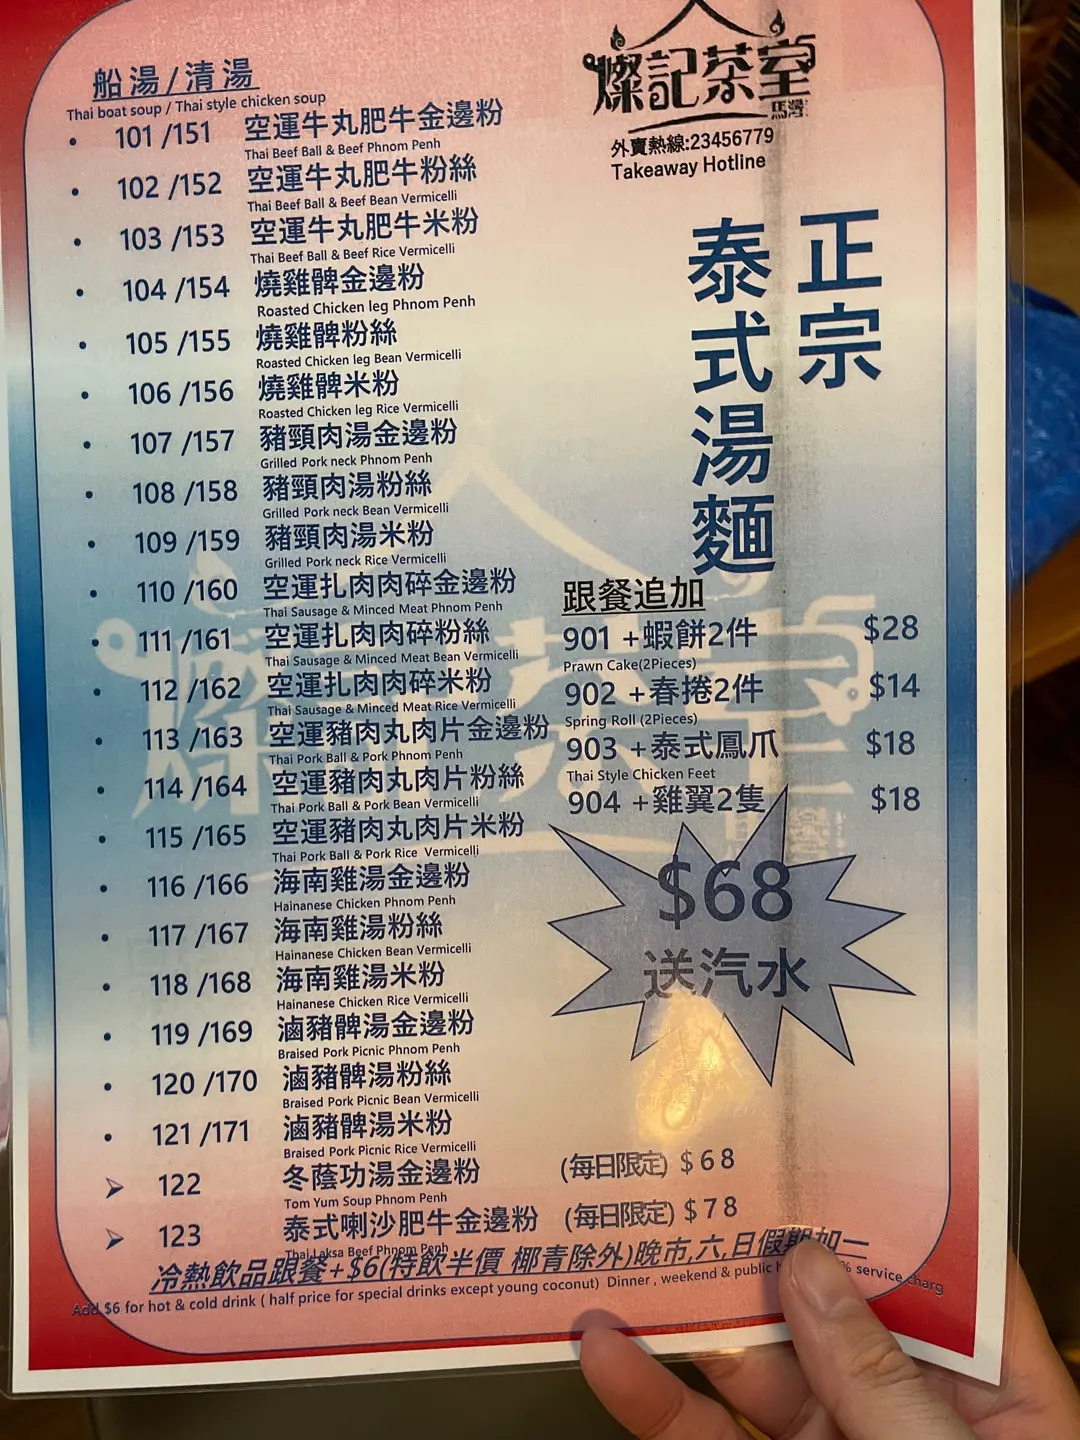 船湯/清湯
Thai boat soup / Thai style chicken soup
• 101 /151 空運牛丸肥牛金邊粉
Thai Beef Ball & Beef Phnom Penh
• 102 /152 空運牛丸肥牛粉絲
Thai Beef Ball & Beef Bean Vermicelli
• 103 /153 空運牛丸肥牛米粉
Thai Beef Ball & Beef Rice Vermicelli
• 104 /154 燒雞髀金邊粉
Roasted Chicken leg Phnom Penh
• 105 /155 燒雞髀粉絲
Roasted Chicken leg Bean Vermicelli
• 106 /156 燒雞髀米粉
Roasted Chicken leg Rice Vermicelli
• 107 /157 豬頸肉湯金邊粉
Grilled Pork neck Phnom Penh
• 108 /158 豬頸肉湯粉絲
Grilled Pork neck Bean Vermicelli
• 109 /159 豬頸肉湯米粉
Grilled Pork neck Rice Vermicelli
• 110 /160 空運扎肉肉碎金邊粉
Thai Sausage & Minced Meat Phnom Penh
• 111 /161 空運扎肉肉碎粉絲
Thai Sausage & Minced Meat Bean Vermicelli
• 112 /162 空運扎肉肉碎米粉
Thai Sausage & Minced Meat Rice Vermicelli
• 113 /163 空運豬肉丸肉片金邊粉
Thai Pork Ball & Pork Phnom Penh
• 114 /164 空運豬肉丸肉片粉絲
Thai Pork Ball & Pork Bean Vermicelli
• 115 /165 空運豬肉丸肉片米粉
Thai Pork Ball & Pork Rice Vermicelli
• 116 /166 海南雞湯金邊粉
Hainanese Chicken Phnom Penh
• 117 /167 海南雞湯粉絲
Hainanese Chicken Bean Vermicelli
• 118 /168 海南雞湯米粉
Hainanese Chicken Rice Vermicelli
• 119 /169 滷豬髀湯金邊粉
Braised Pork Picnic Phnom Penh
• 120 /170 滷豬髀湯粉絲
Braised Pork Picnic Bean Vermicelli
• 121 /171 滷豬髀湯米粉
Braised Pork Picnic Rice Vermicelli
➢ 122 冬蔭功湯金邊粉 (每日限定) $68
Tom Yum Soup Phnom Penh
➢ 123 泰式喇沙肥牛金邊粉 (每日限定) $78
Thai Laksa Beef Phnom Penh
燦記茶室
馬灣
外賣熱線:23456779
Takeaway Hotline
正宗
泰式湯麵
跟餐追加
901 +蝦餅2件 $28
Prawn Cake(2Pieces)
902 +春捲2件 $14
Spring Roll (2Pieces)
903 +泰式鳳爪 $18
Thai Style Chicken Feet
904 +雞翼2隻 $18
$68
送汽水
冷熱飲品跟餐+$6(特飲半價 椰青除外)晚市,六,日假期加一
Add $6 for hot & cold drink ( half price for special drinks except young coconut) Dinner , weekend & public % service charg